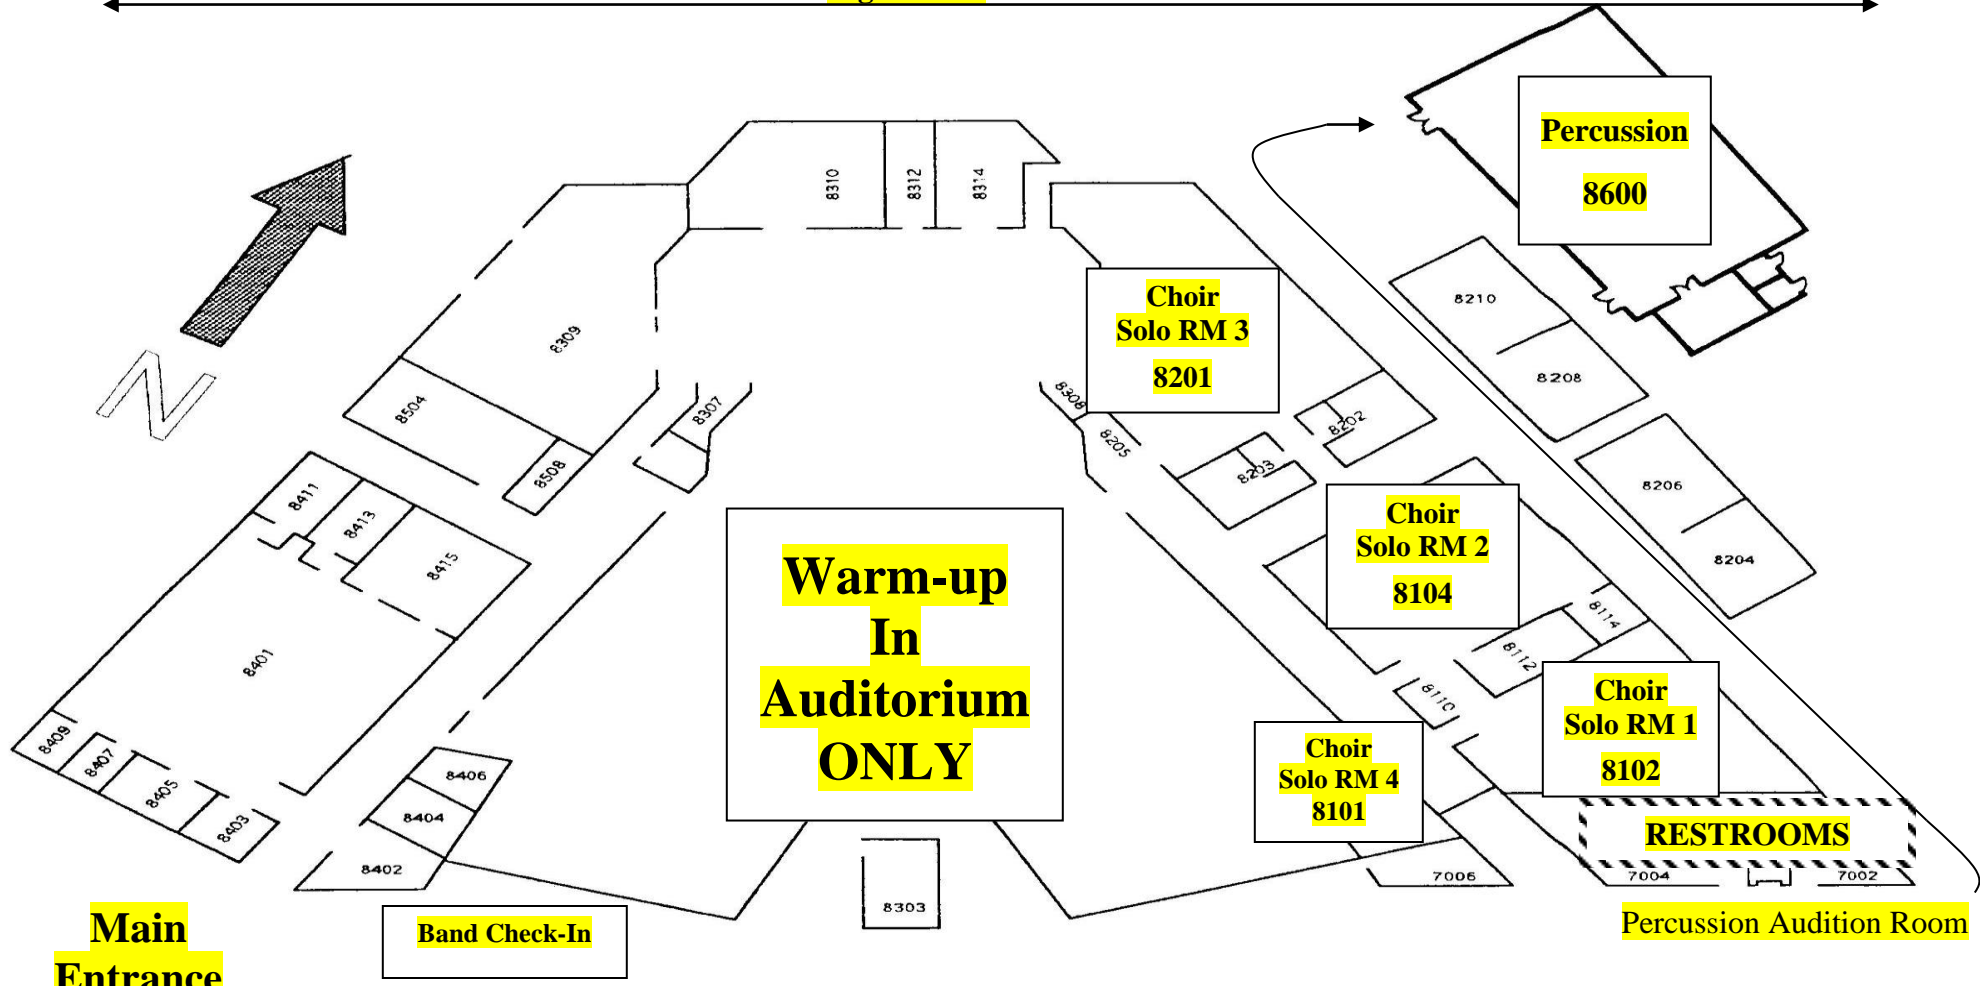 Percussion
8600
8310
8312
8314
8210
Choir
Solo RM 3
8201
8309
8208
8504
8307
8308
8202
8205
8203
8508
8411
8413
8415
8206
Choir
Solo RM 2
8104
8204
Warm-up
In
Auditorium
ONLY
8114
8112
8401
8110
Choir
Solo RM 1
8102
8409
8407
8405
8403
8406
8404
8402
Choir
Solo RM 4
8101
RESTROOMS
7006
7004
7002
8303
N
Main
Entrance
Band Check-In
Percussion Audition Room